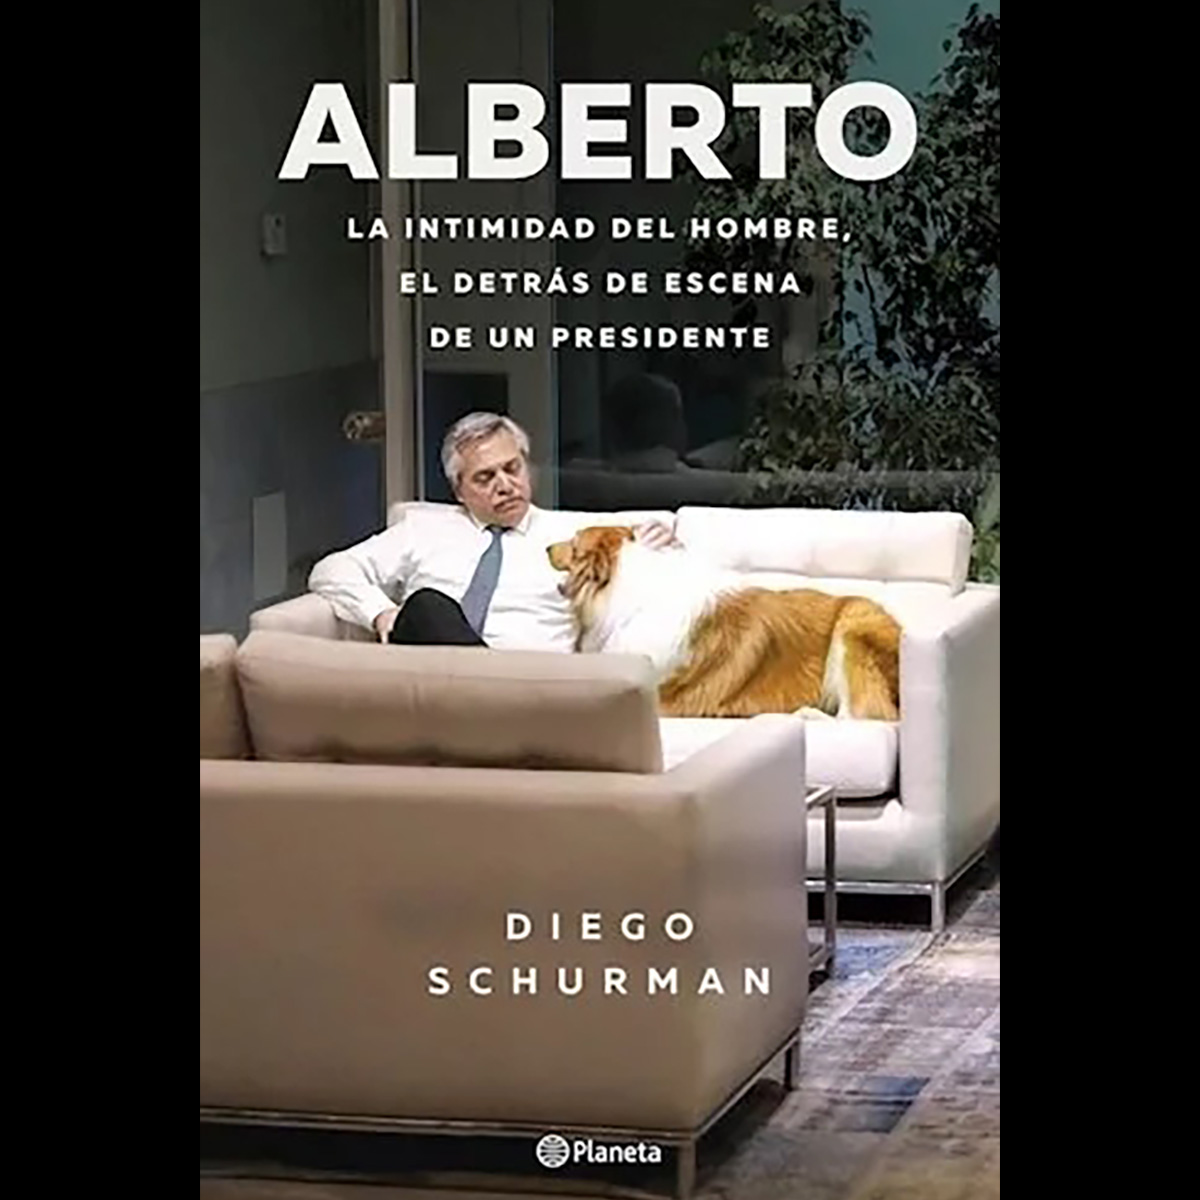 ALBERTO
LA INTIMIDAD DEL HOMBRE,
EL DETRÁS DE ESCENA
DE UN PRESIDENTE
DIEGO
SCHURMAN
Planeta